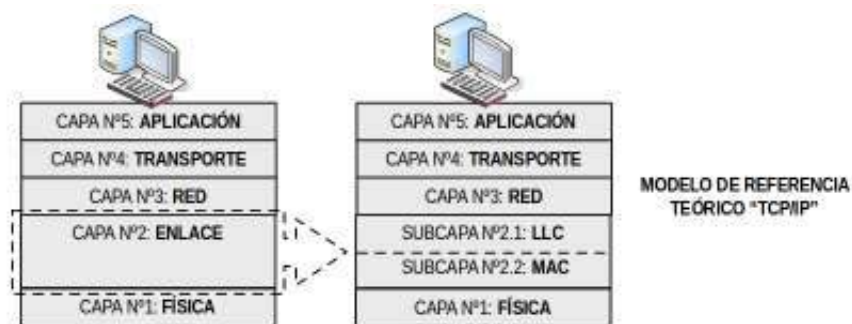 CAPA Nº5: APLICACIÓN
CAPA Nº4: TRANSPORTE
CAPA Nº3: RED
CAPA Nº2: ENLACE
CAPA Nº1: FÍSICA
CAPA Nº5: APLICACIÓN
CAPA Nº4: TRANSPORTE
CAPA Nº3: RED
SUBCAPA Nº2.1: LLC
SUBCAPA Nº2.2: MAC
CAPA Nº1: FÍSICA
MODELO DE REFERENCIA
TEÓRICO "TCP/IP"